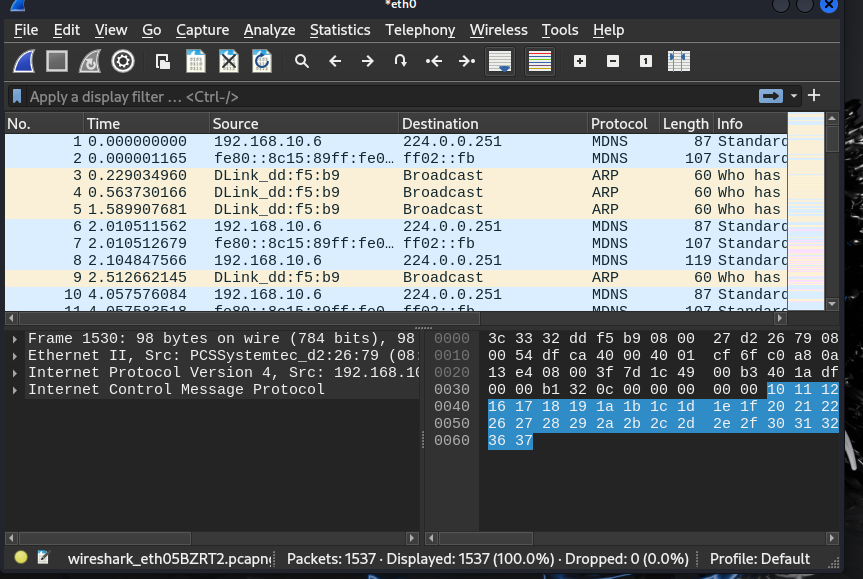 *eth0
File Edit View Go Capture Analyze Statistics Telephony Wireless Tools Help
Apply a display filter … <Ctrl-/>
No. Time Source Destination Protocol Length Info
1 0.000000000 192.168.10.6 224.0.0.251 MDNS 87 Standard
2 0.000001165 fe80::8c15:89ff:fe0… ff02::fb MDNS 107 Standard
3 0.229034960 DLink_dd:f5:b9 Broadcast ARP 60 Who has
4 0.563730166 DLink_dd:f5:b9 Broadcast ARP 60 Who has
5 1.589907681 DLink_dd:f5:b9 Broadcast ARP 60 Who has
6 2.010511562 192.168.10.6 224.0.0.251 MDNS 87 Standard
7 2.010512679 fe80::8c15:89ff:fe0… ff02::fb MDNS 107 Standard
8 2.104847566 192.168.10.6 224.0.0.251 MDNS 119 Standard
9 2.512662145 DLink_dd:f5:b9 Broadcast ARP 60 Who has
10 4.057576084 192.168.10.6 224.0.0.251 MDNS 87 Standard
11 4.057583518 fe80::8c15:89ff:fe0… ff02::fb MDNS 107 Standard
Frame 1530: 98 bytes on wire (784 bits), 98
Ethernet II, Src: PCSSystemtec_d2:26:79 (08:
Internet Protocol Version 4, Src: 192.168.10
Internet Control Message Protocol
0000 3c 33 32 dd f5 b9 08 00 27 d2 26 79 08
0010 00 54 df ca 40 00 40 01 cf 6f c0 a8 0a
0020 13 e4 08 00 3f 7d 1c 49 00 b3 40 1a df
0030 00 00 b1 32 0c 00 00 00 00 00 10 11 12
0040 16 17 18 19 1a 1b 1c 1d 1e 1f 20 21 22
0050 26 27 28 29 2a 2b 2c 2d 2e 2f 30 31 32
0060 36 37
wireshark_eth05BZRT2.pcapng Packets: 1537 · Displayed: 1537 (100.0%) · Dropped: 0 (0.0%) Profile: Default